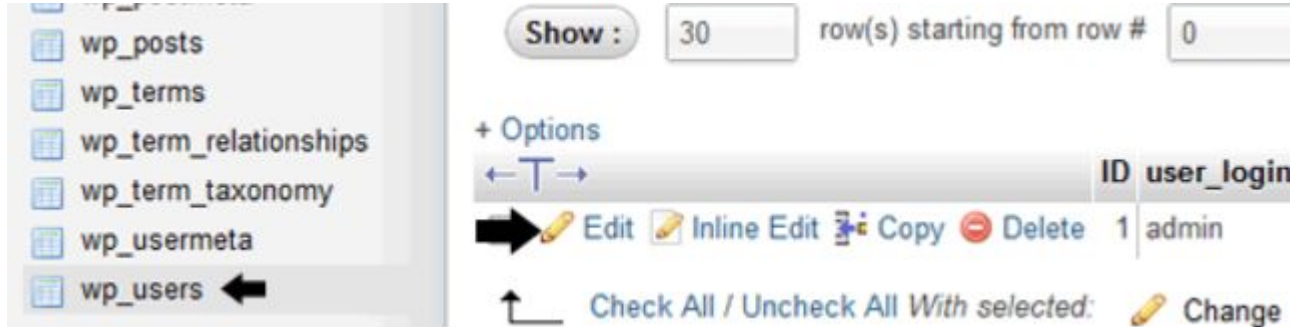 wp_posts
wp_terms
wp_term_relationships
wp_term_taxonomy
wp_usermeta
wp_users
Show :
30
row(s) starting from row #
0
+ Options
ID user_login
Edit Inline Edit Copy Delete 1 admin
Check All / Uncheck All With selected: Change